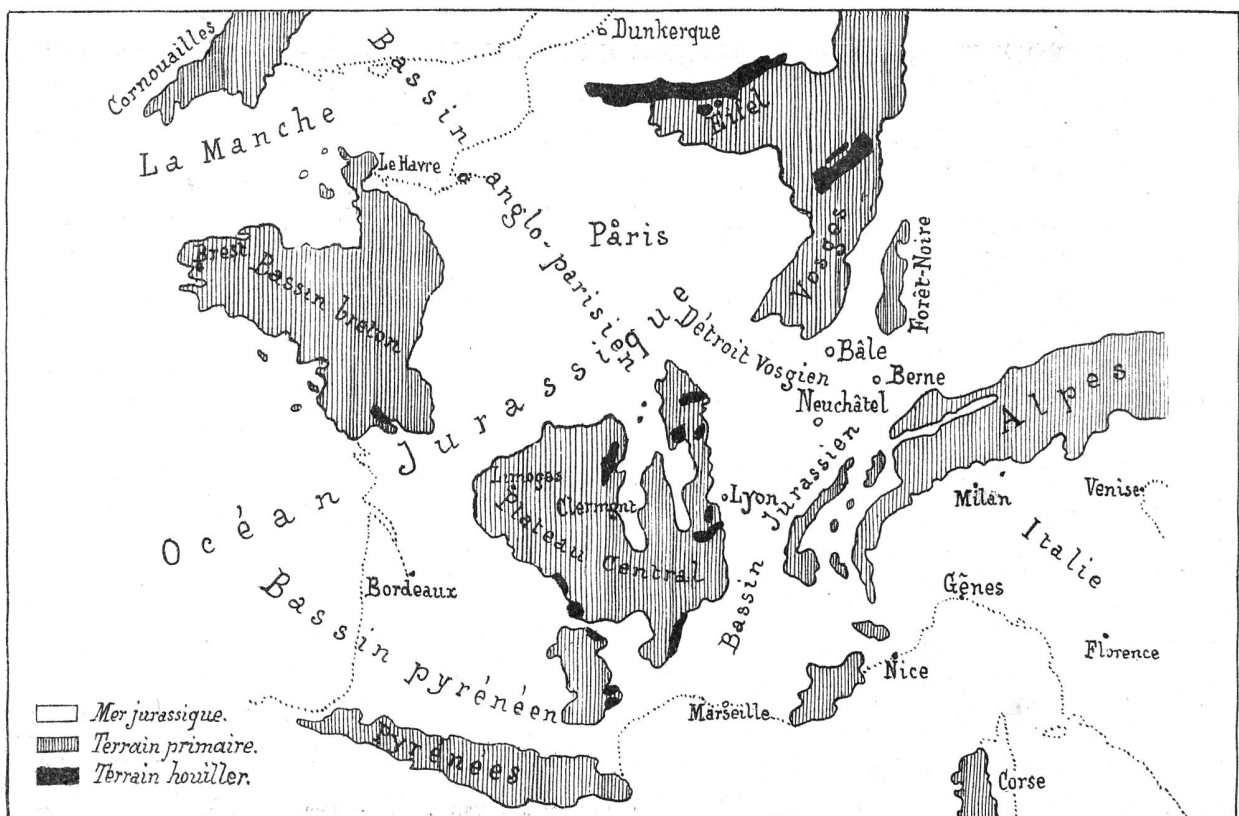 Cornouailles
Bassin anglo-parisien
Dunkerque
La Manche
Le Havre
Eifel
Påris
Vosges
Forêt-Noire
Brest
Bassin breton
Détroit Vosgien
Bâle
Berne
Neuchâtel
Alpes
Océan Jurassique
Limoges
Clermont
Plateau Central
Lyon
Bassin Jurassien
Milan
Venise
Italie
Bordeaux
Bassin pyrénéen
Gênes
Florence
Nice
Marseille
Pyrénées
Corse
Mer jurassique.
Terrain primaire.
Terrain houiller.